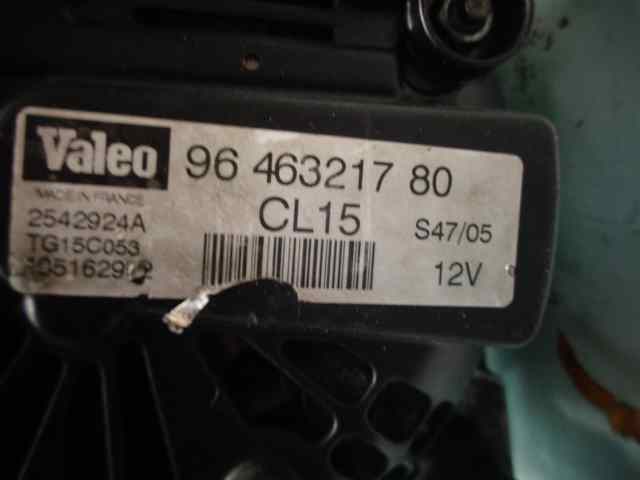 Valeo 96 463217 80
MADE IN FRANCE
2542924A CL15 S47/05
TG15C053
12V